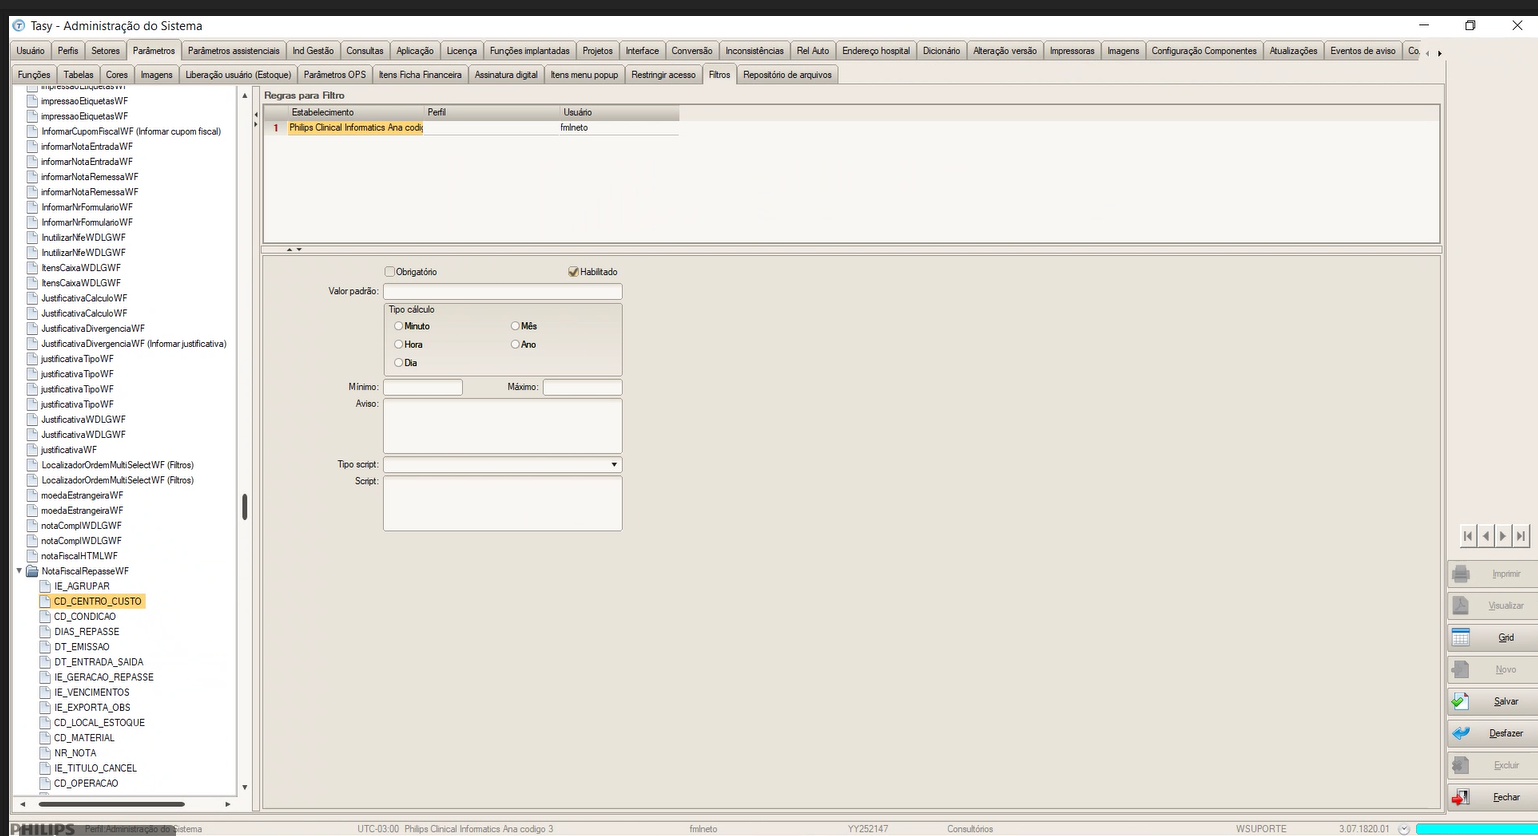 Tasy - Administração do Sistema
Usuário Perfis Setores Parâmetros Parâmetros assistenciais Ind Gestão Consultas Aplicação Licença Funções implantadas Projetos Interface Conversão Inconsistências Rel Auto Endereço hospital Dicionário Alteração versão Impressoras Imagens Configuração Componentes Atualizações Eventos de aviso Co
Funções Tabelas Cores Imagens Liberação usuário (Estoque) Parâmetros OPS Itens Ficha Financeira Assinatura digital Itens menu popup Restringir acesso Filtros Repositório de arquivos
impressaoEtiquetasWF
impressaoEtiquetasWF
impressaoEtiquetasWF
InformarCupomFiscalWF (Informar cupom fiscal)
informarNotaEntradaWF
informarNotaEntradaWF
informarNotaRemessaWF
informarNotaRemessaWF
InformarNrFormularioWF
InformarNrFormularioWF
InutilizarNfeWDLGWF
InutilizarNfeWDLGWF
ItensCaixaWDLGWF
ItensCaixaWDLGWF
JustificativaCalculoWF
JustificativaCalculoWF
JustificativaDivergenciaWF
JustificativaDivergenciaWF (Informar justificativa)
justificativaTipoWF
justificativaTipoWF
justificativaTipoWF
justificativaTipoWF
JustificativaWDLGWF
JustificativaWDLGWF
justificativaWF
LocalizadorOrdemMultiSelectWF (Filtros)
LocalizadorOrdemMultiSelectWF (Filtros)
moedaEstrangeiraWF
moedaEstrangeiraWF
notaComplWDLGWF
notaComplWDLGWF
notaFiscalHTMLWF
NotaFiscalRepasseWF
IE_AGRUPAR
CD_CENTRO_CUSTO
CD_CONDICAO
DIAS_REPASSE
DT_EMISSAO
DT_ENTRADA_SAIDA
IE_GERACAO_REPASSE
IE_VENCIMENTOS
IE_EXPORTA_OBS
CD_LOCAL_ESTOQUE
CD_MATERIAL
NR_NOTA
IE_TITULO_CANCEL
CD_OPERACAO
Regras para Filtro
Estabelecimento Perfil Usuário
1 Philips Clinical Informatics Ana codig fmlneto
Obrigatório Habilitado
Valor padrão:
Tipo cálculo
Minuto Mês
Hora Ano
Dia
Mínimo: Máximo:
Aviso:
Tipo script:
Script:
Imprimir
Visualizar
Grid
Novo
Salvar
Desfazer
Excluir
Fechar
PHILIPS Perfil:Administração do Sistema UTC-03:00 Philips Clinical Informatics Ana codigo 3 fmlneto YY252147 Consultórios WSUPORTE 3.07.1820.01